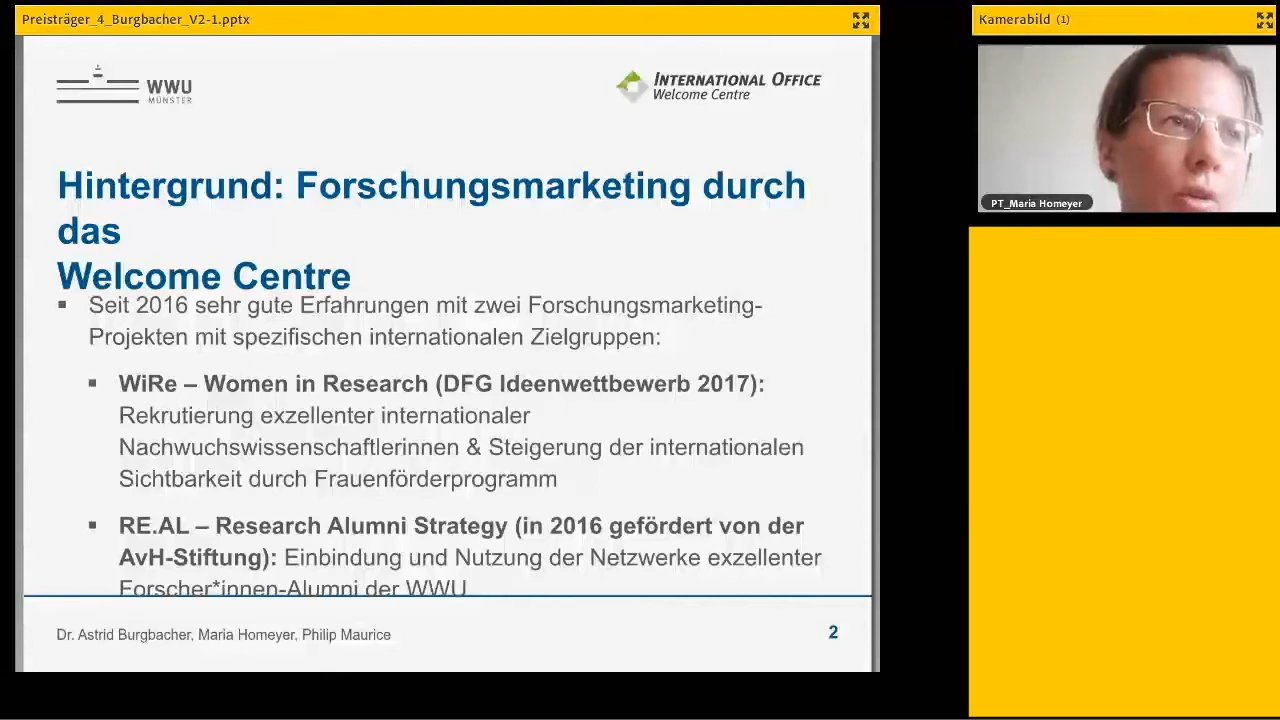 Preisträger_4_Burgbacher_V2-1.pptx
Kamerabild (1)
WWU
MÜNSTER
INTERNATIONAL OFFICE
Welcome Centre
PT_Maria Homeyer
Hintergrund: Forschungsmarketing durch
das
Welcome Centre
▪ Seit 2016 sehr gute Erfahrungen mit zwei Forschungsmarketing-
Projekten mit spezifischen internationalen Zielgruppen:
▪ WiRe – Women in Research (DFG Ideenwettbewerb 2017):
Rekrutierung exzellenter internationaler
Nachwuchswissenschaftlerinnen & Steigerung der internationalen
Sichtbarkeit durch Frauenförderprogramm
▪ RE.AL – Research Alumni Strategy (in 2016 gefördert von der
AvH-Stiftung): Einbindung und Nutzung der Netzwerke exzellenter
Forscher*innen-Alumni der WWU
Dr. Astrid Burgbacher, Maria Homeyer, Philip Maurice
2